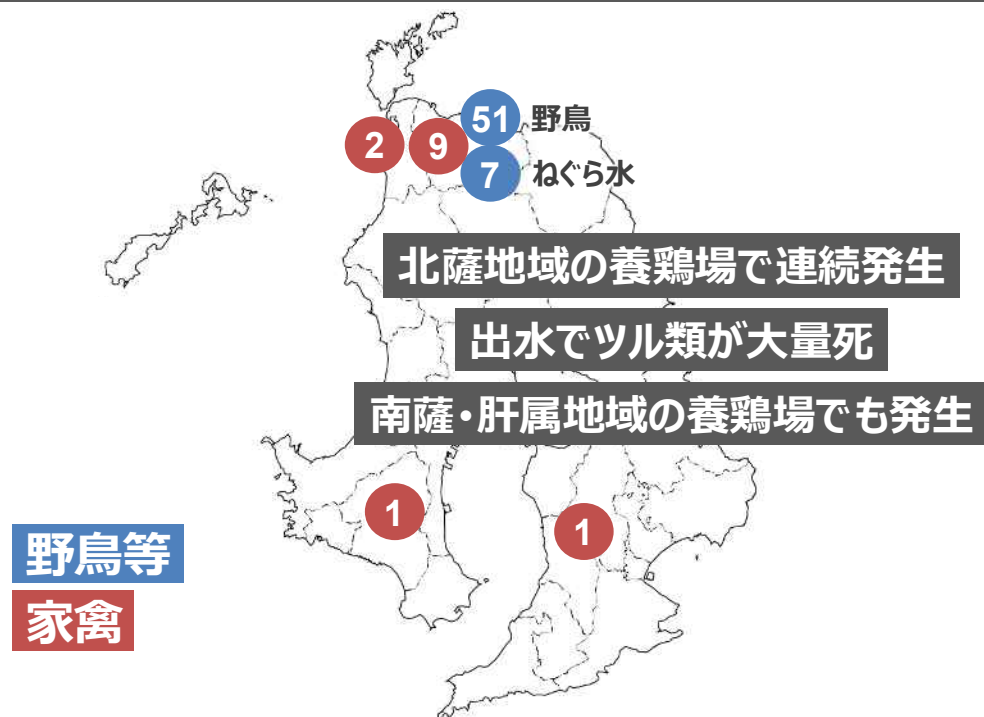 51 野鳥
2
9
7 ねぐら水
北薩地域の養鶏場で連続発生
出水でツル類が大量死
南薩・肝属地域の養鶏場でも発生
1
1
野鳥等
家禽